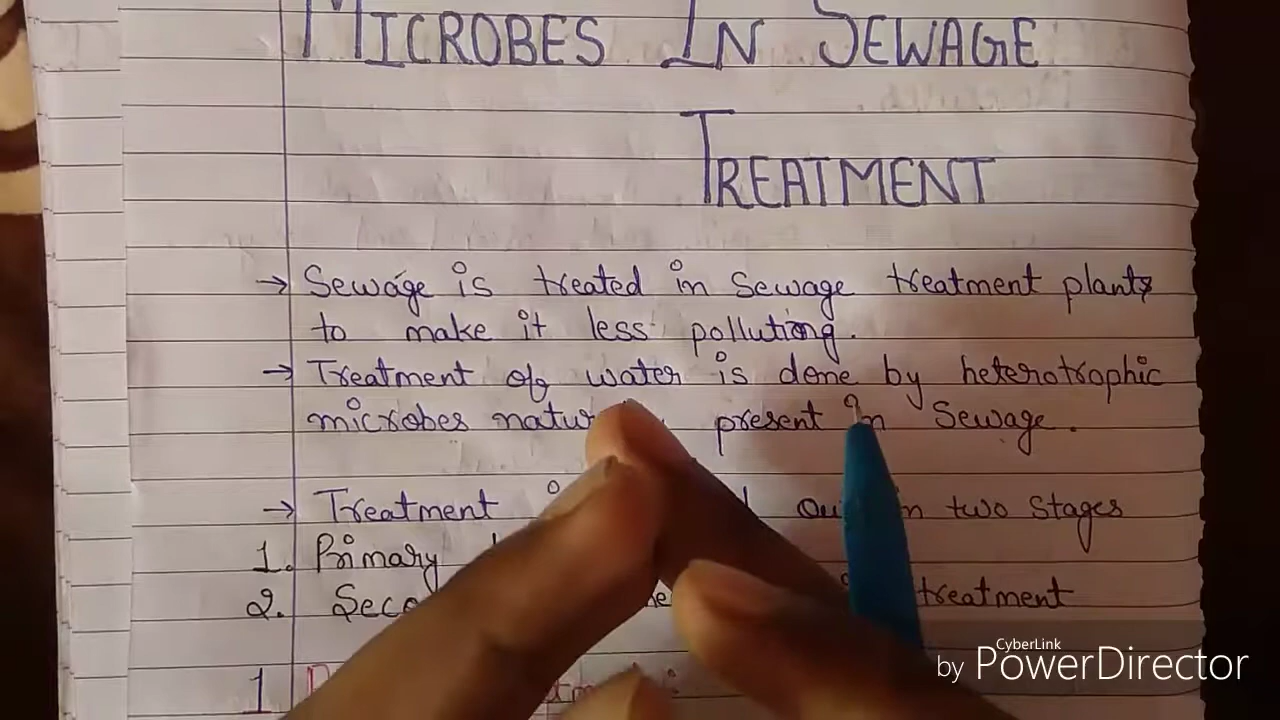 MICROBES IN SEWAGE
TREATMENT
→ Sewage is treated in Sewage treatment plants
to make it less polluting.
→ Treatment of water is done by heterotrophic
microbes present in Sewage.
→ Treatment two Stages
1. Primary
2. treatment
1
CyberLink
by PowerDirector